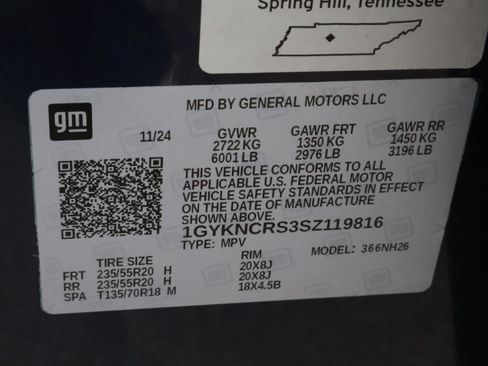 Spring Hill, Tennessee
gm
MFD BY GENERAL MOTORS LLC
11/24 GVWR GAWR FRT GAWR RR
2722 KG 1350 KG 1450 KG
6001 LB 2976 LB 3196 LB
THIS VEHICLE CONFORMS TO ALL
APPLICABLE U.S. FEDERAL MOTOR
VEHICLE SAFETY STANDARDS IN EFFECT
ON THE DATE OF MANUFACTURE
SHOWN ABOVE.
1GYKNCRS3SZ119816
TYPE: MPV MODEL: 366NH26
TIRE SIZE RIM
FRT 235/55R20 H 20X8J
RR 235/55R20 H 20X8J
SPA T135/70R18 M 18X4.5B